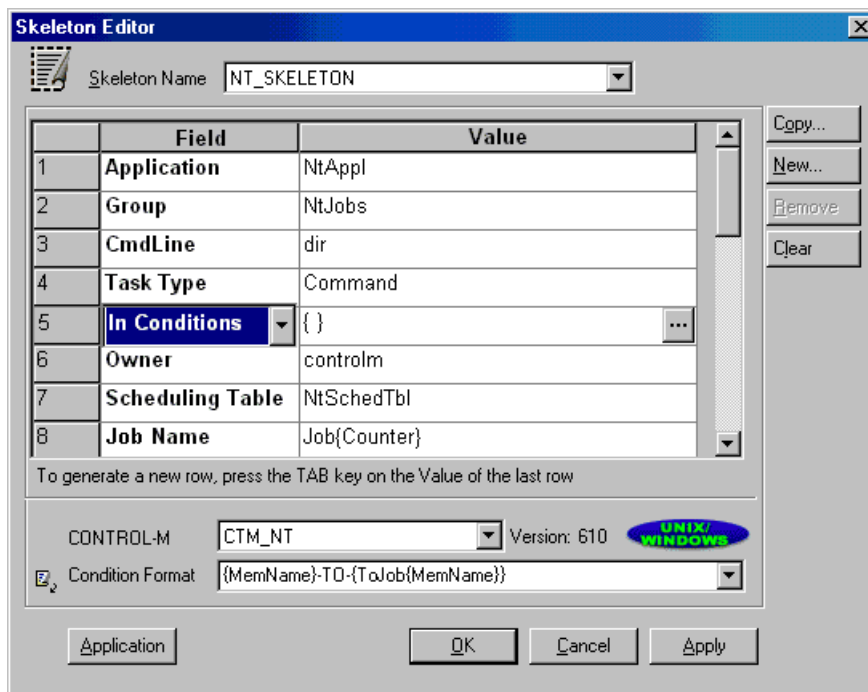 Skeleton Editor
Skeleton Name NT_SKELETON
Copy...
New...
Remove
Clear
Field Value
1 Application NtAppl
2 Group NtJobs
3 CmdLine dir
4 Task Type Command
5 In Conditions { } ...
6 Owner controlm
7 Scheduling Table NtSchedTbl
8 Job Name Job{Counter}
To generate a new row, press the TAB key on the Value of the last row
CONTROL-M CTM_NT Version: 610 UNIX/
WINDOWS
Condition Format {MemName}-TO-{ToJob{MemName}}
Application OK Cancel Apply